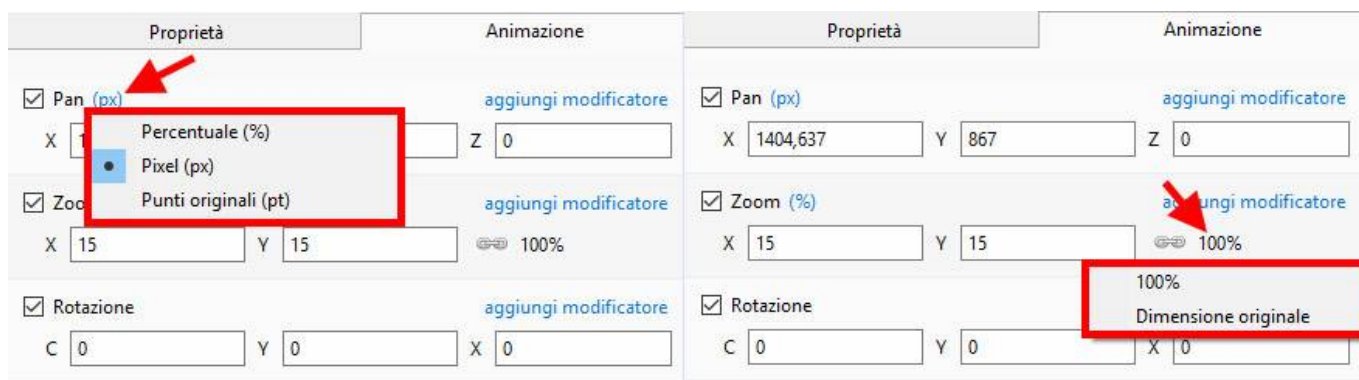 Proprietà Animazione Proprietà Animazione
Pan (px) aggiungi modificatore Pan (px) aggiungi modificatore
Percentuale (%)
X 1 Z 0 X 1404,637 Y 867 Z 0
Pixel (px)
Punti originali (pt)
Zoo aggiungi modificatore Zoom (%) aggiungi modificatore
X 15 Y 15 100% X 15 Y 15 100%
100%
Rotazione aggiungi modificatore Rotazione
Dimensione originale
C 0 Y 0 X 0 C 0 Y 0 X 0